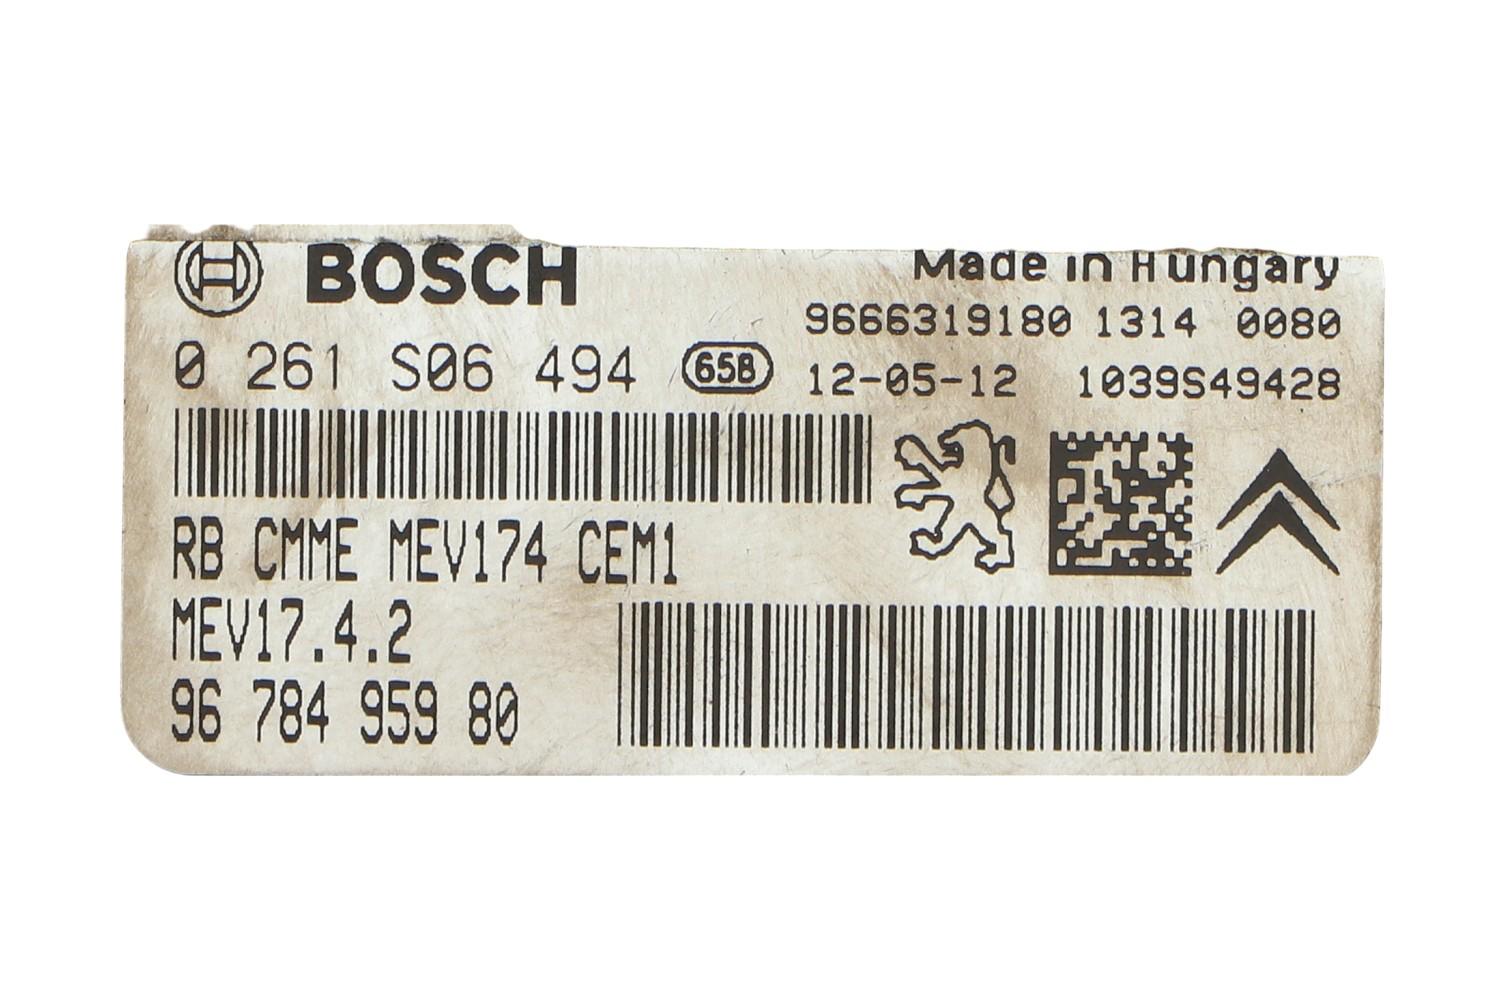 BOSCH
Made in Hungary
9666319180 1314 0080
0 261 S06 494 65B
12-05-12 1039S49428
RB CMME MEV174 CEM1
MEV17.4.2
96 784 959 80